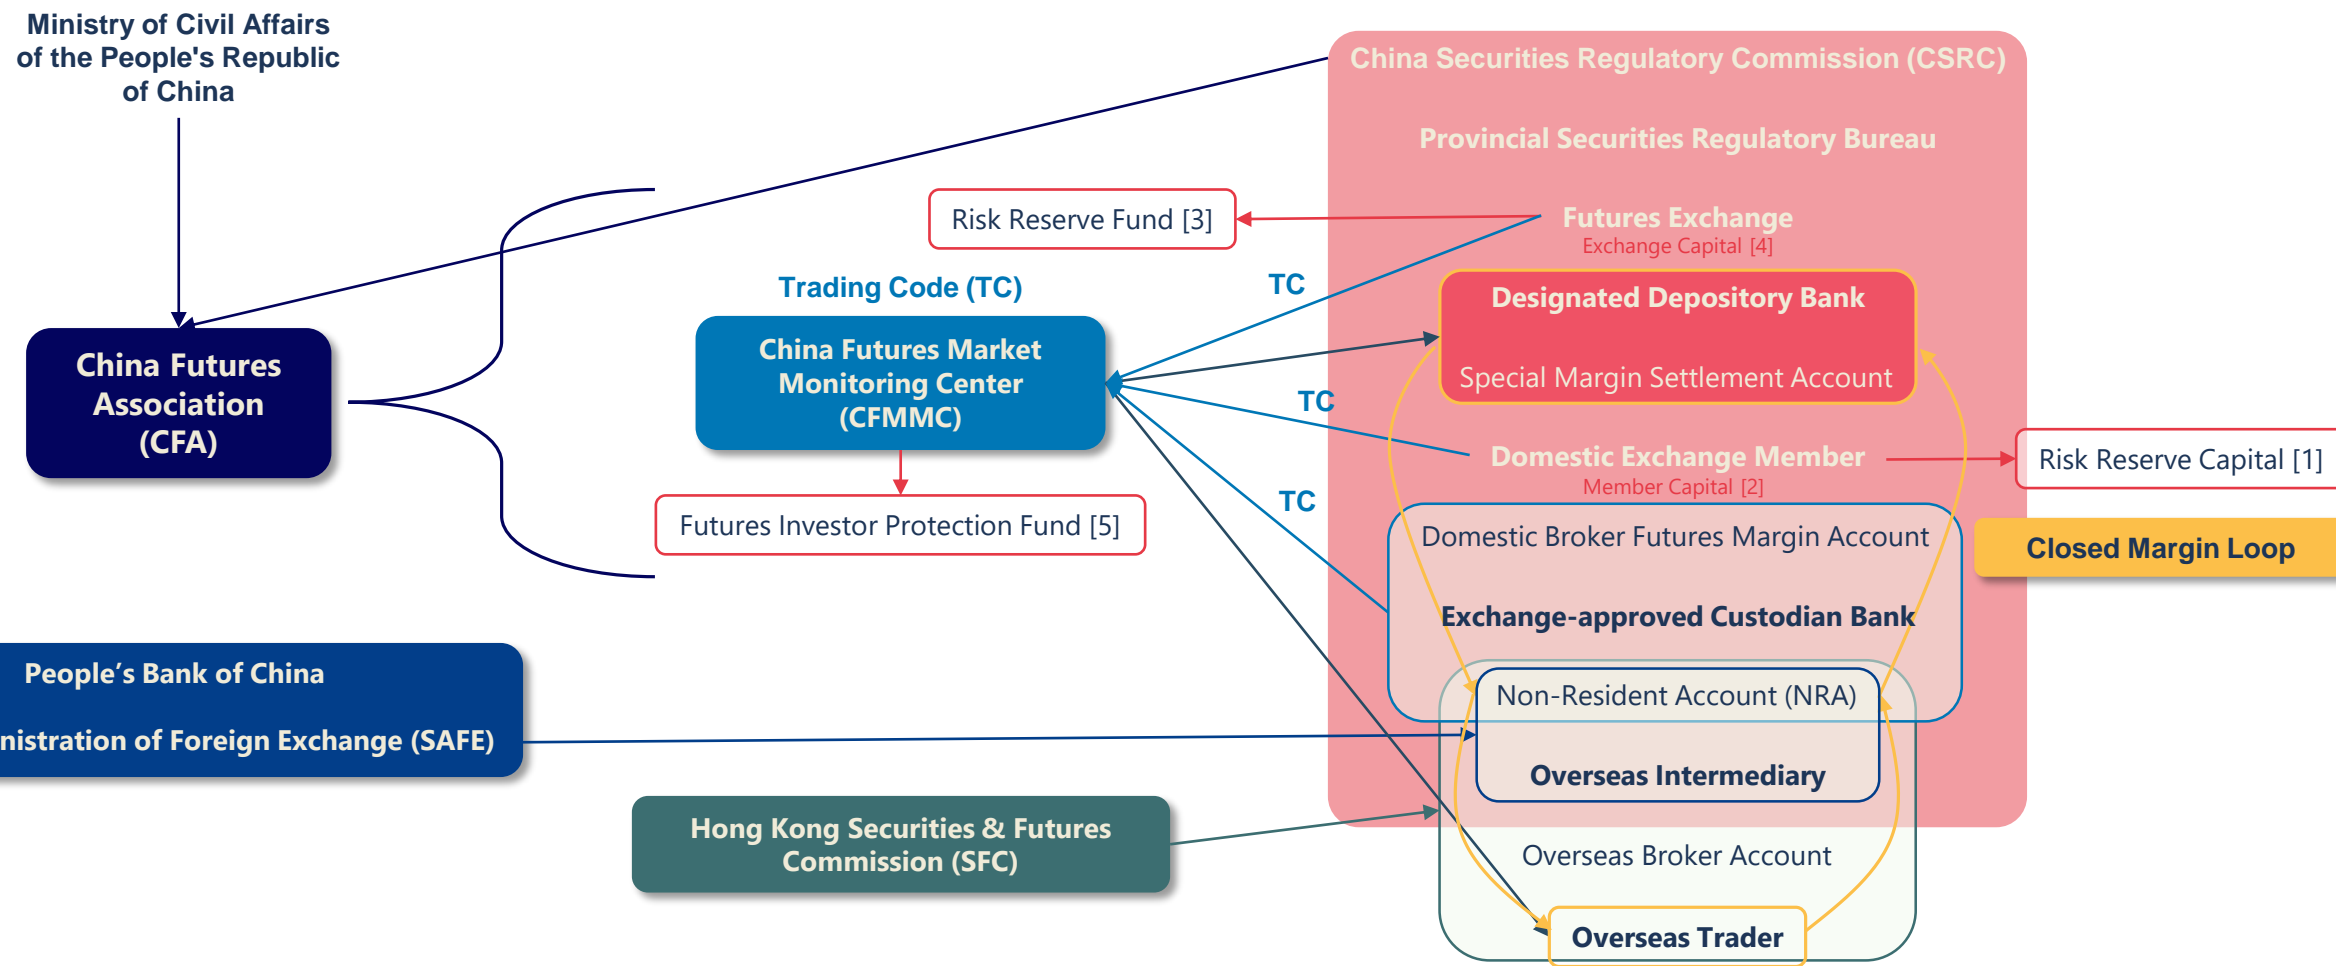 Ministry of Civil Affairs
of the People's Republic
of China
China Securities Regulatory Commission (CSRC)
Provincial Securities Regulatory Bureau
Risk Reserve Fund [3]
Futures Exchange
Exchange Capital [4]
Trading Code (TC)
TC
Designated Depository Bank
China Futures
Association
(CFA)
China Futures Market
Monitoring Center
(CFMMC)
Special Margin Settlement Account
TC
Domestic Exchange Member
Member Capital [2]
Risk Reserve Capital [1]
TC
Futures Investor Protection Fund [5]
Domestic Broker Futures Margin Account
Closed Margin Loop
Exchange-approved Custodian Bank
People’s Bank of China
Non-Resident Account (NRA)
of Foreign Exchange (SAFE)
Overseas Intermediary
Hong Kong Securities & Futures
Commission (SFC)
Overseas Broker Account
Overseas Trader